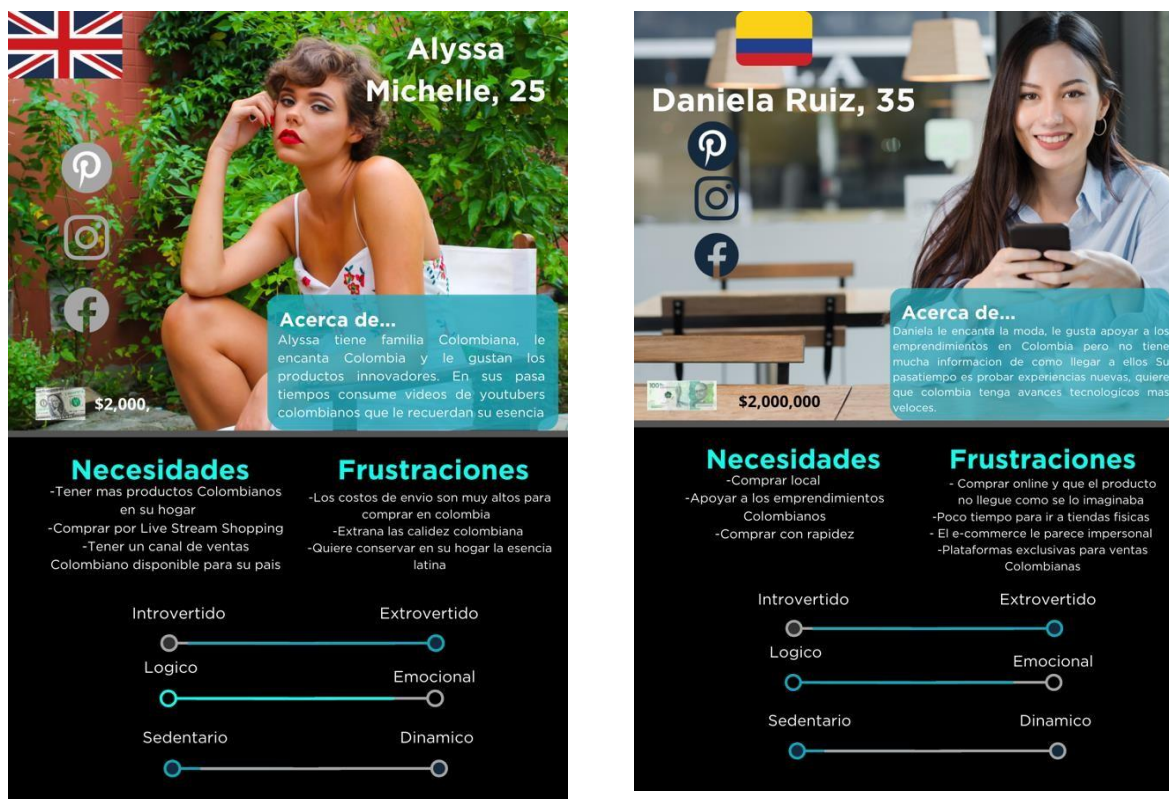 Alyssa
Michelle, 25
Acerca de...
Alyssa tiene familia Colombiana, le
encanta Colombia y le gustan los
productos innovadores. En sus pasa
tiempos consume videos de youtubers
colombianos que le recuerdan su esencia
$2,000,
Necesidades
-Tener mas productos Colombianos
en su hogar
-Comprar por Live Stream Shopping
-Tener un canal de ventas
Colombiano disponible para su pais
Frustraciones
-Los costos de envio son muy altos para
comprar en colombia
-Extrana las calidez colombiana
-Quiere conservar en su hogar la esencia
latina
Introvertido
Extrovertido
Logico
Emocional
Sedentario
Dinamico
Daniela Ruiz, 35
Acerca de...
Daniela le encanta la moda, le gusta apoyar a los
emprendimientos en Colombia pero no tiene
mucha informacion de como llegar a ellos Su
pasatiempo es probar experiencias nuevas, quiere
que colombia tenga avances tecnologicos mas
veloces.
$2,000,000
Necesidades
-Comprar local
-Apoyar a los emprendimientos
Colombianos
-Comprar con rapidez
Frustraciones
- Comprar online y que el producto
no llegue como se lo imaginaba
-Poco tiempo para ir a tiendas fisicas
- El e-commerce le parece impersonal
-Plataformas exclusivas para ventas
Colombianas
Introvertido
Extrovertido
Logico
Emocional
Sedentario
Dinamico